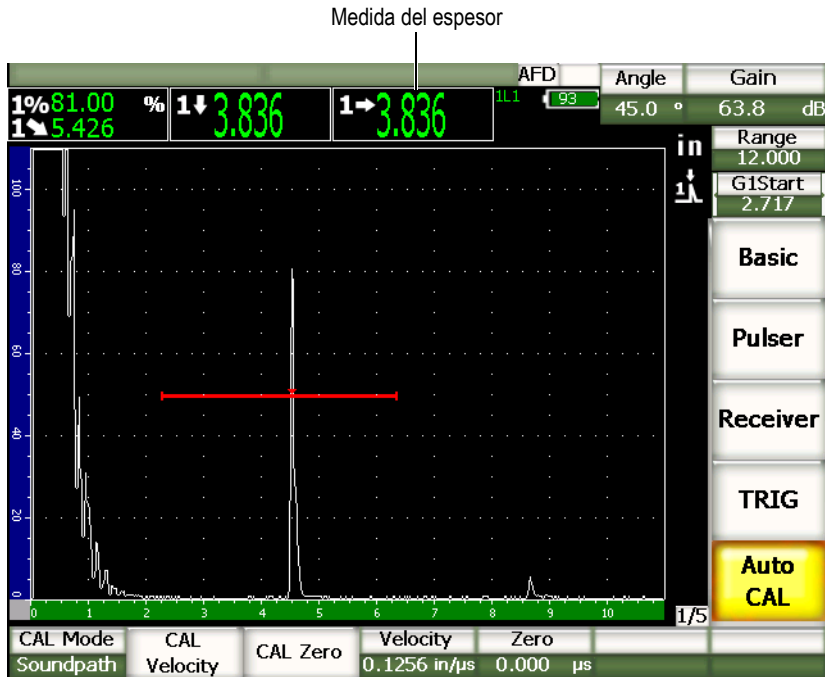 Medida del espesor
AFD
Angle
Gain
1%81.00 %
1 5.426
1 3.836
1 3.836
1L1
93
45.0 °
63.8 dB
in
Range
12.000
1
G1Start
2.717
Basic
Pulser
Receiver
TRIG
Auto
CAL
100
80
60
40
20
0
0 1 2 3 4 5 6 7 8 9 10
1/5
CAL Mode
Soundpath
CAL
Velocity
CAL Zero
Velocity
0.1256 in/µs
Zero
0.000 µs